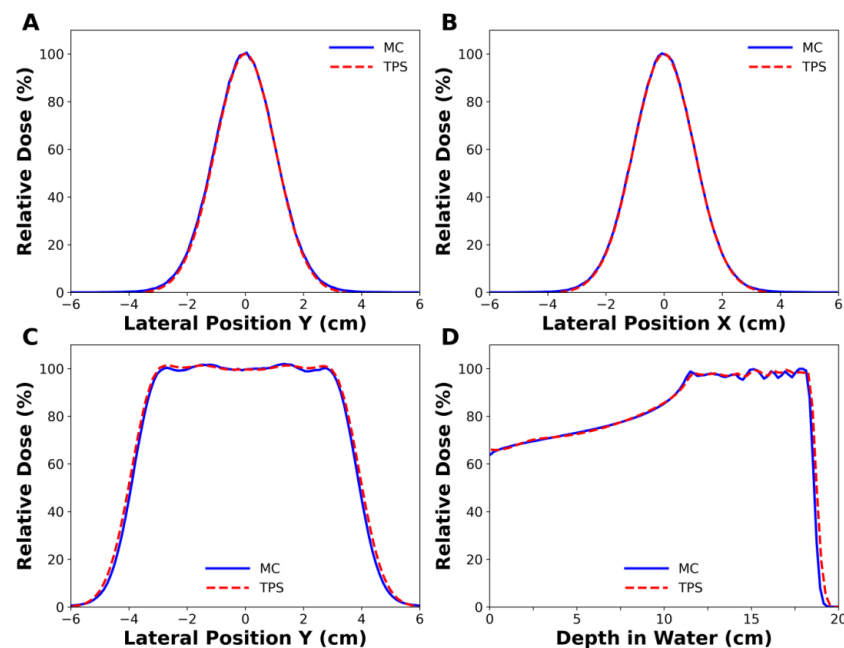 A
B
Relative Dose (%)
100
80
60
40
20
0
MC
TPS
−6 −4 −2 0 2 4 6
Lateral Position Y (cm)
Relative Dose (%)
100
80
60
40
20
0
MC
TPS
−6 −4 −2 0 2 4 6
Lateral Position X (cm)
C
D
Relative Dose (%)
100
80
60
40
20
0
MC
TPS
−6 −4 −2 0 2 4 6
Lateral Position Y (cm)
Relative Dose (%)
100
80
60
40
20
0
MC
TPS
0 5 10 15 20
Depth in Water (cm)